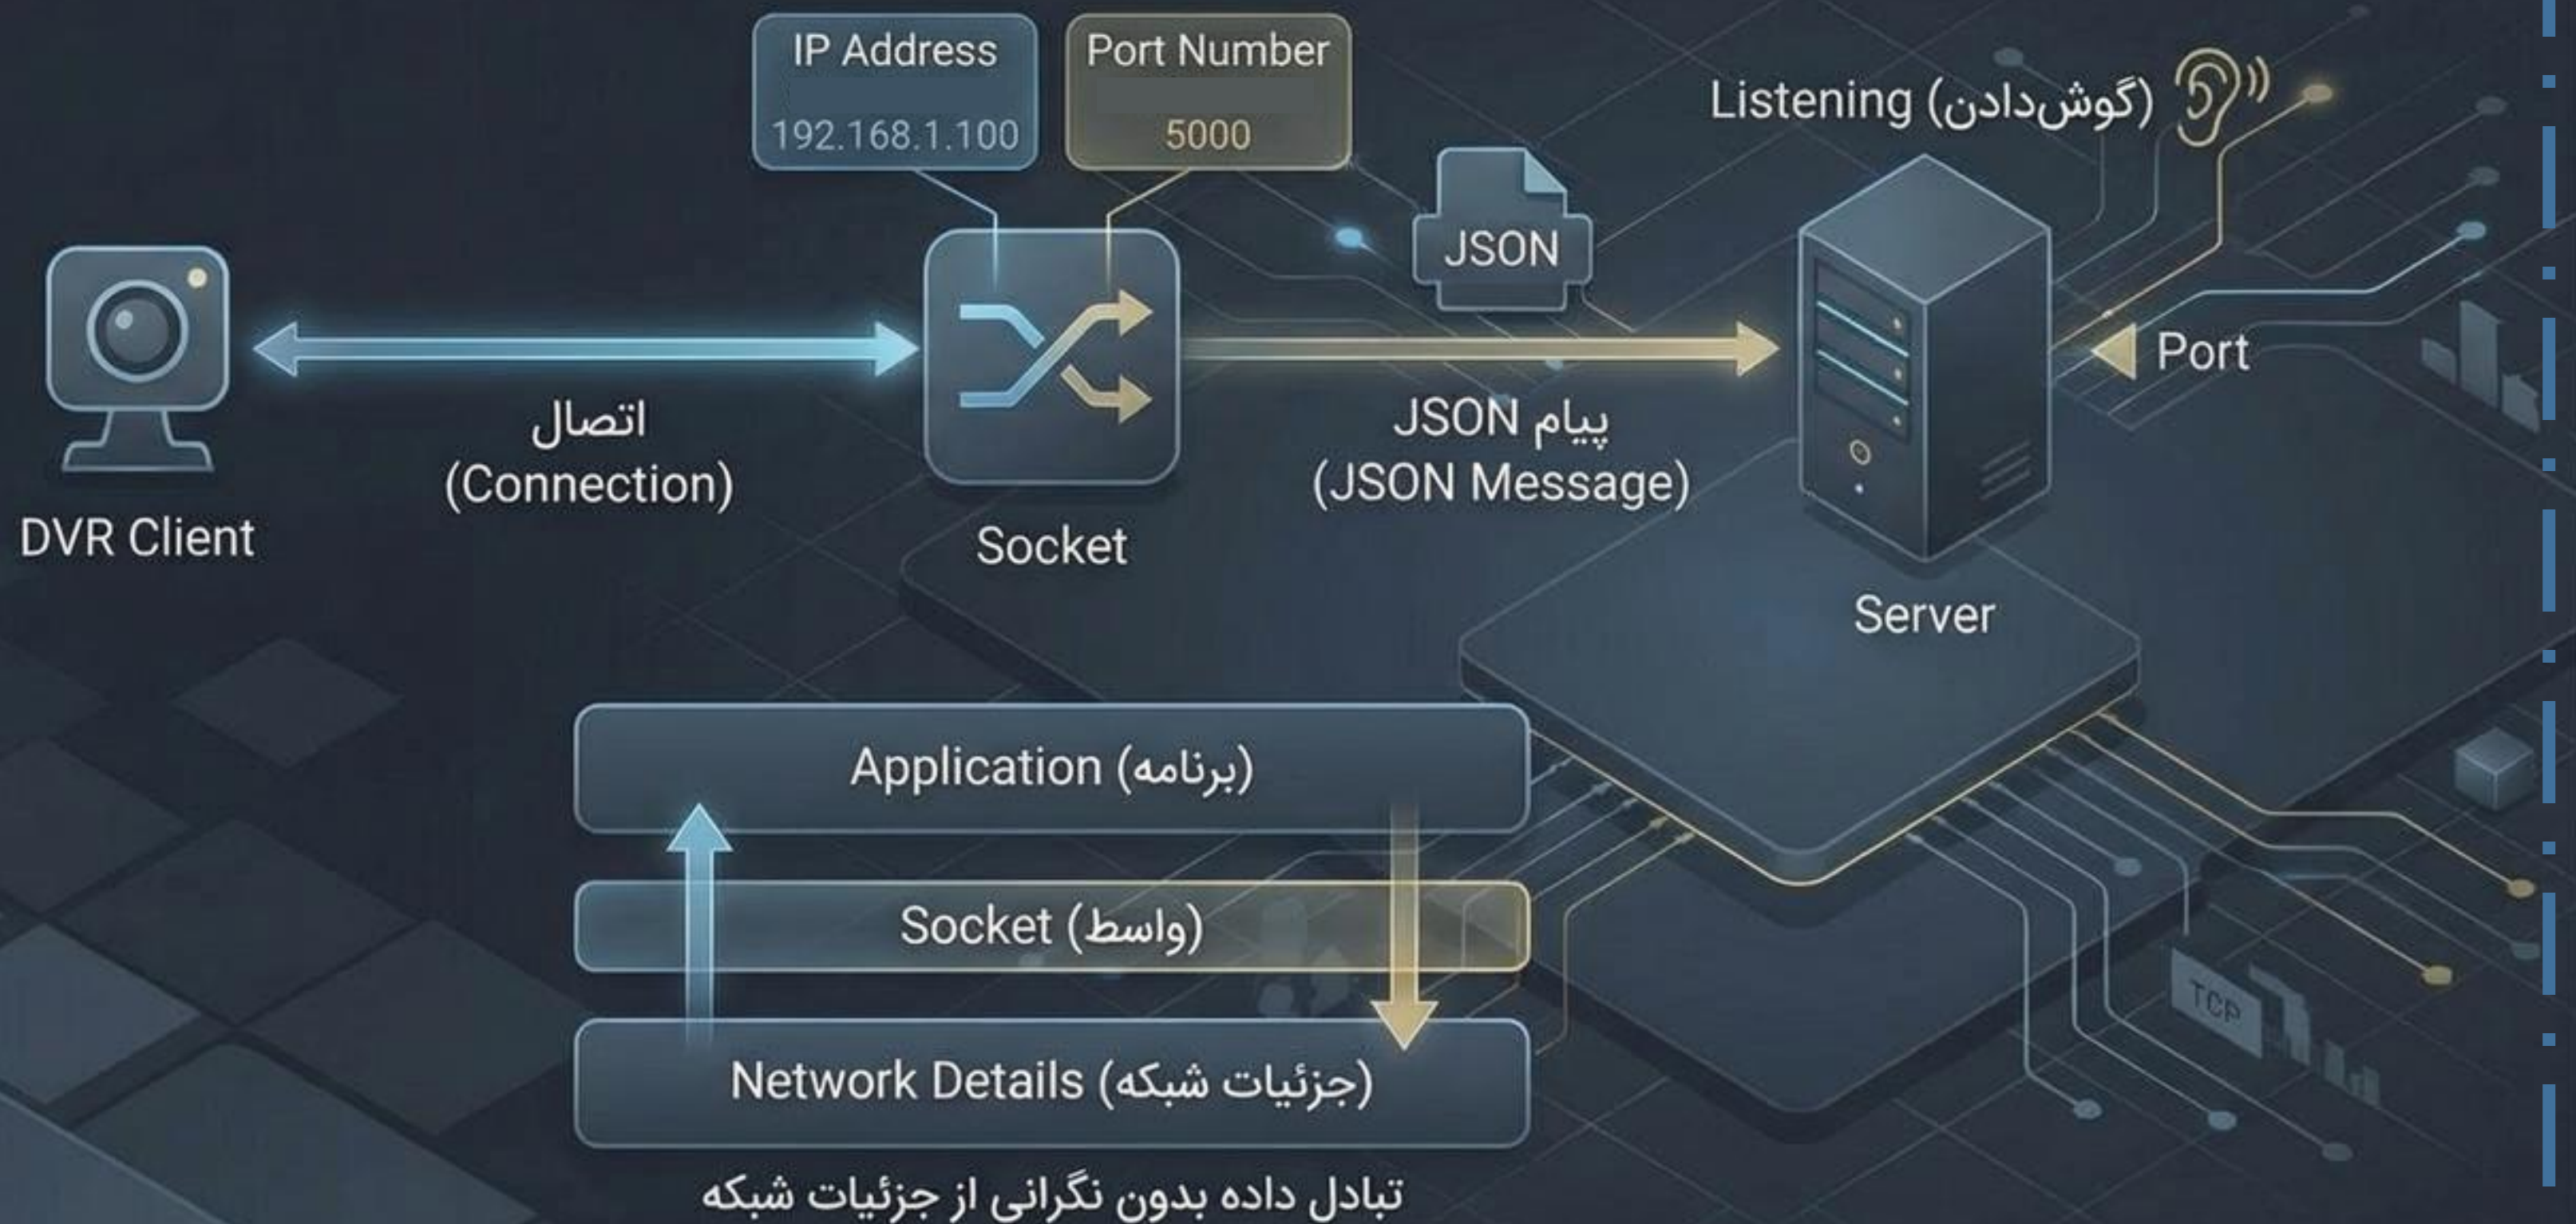 IP Address
192.168.1.100
Port Number
5000
Listening (گوش‌دادن)
JSON
Port
اتصال
(Connection)
پیام JSON
(JSON Message)
DVR Client
Socket
Server
Application (برنامه)
Socket (واسط)
Network Details (جزئیات شبکه)
TCP
تبادل داده بدون نگرانی از جزئیات شبکه